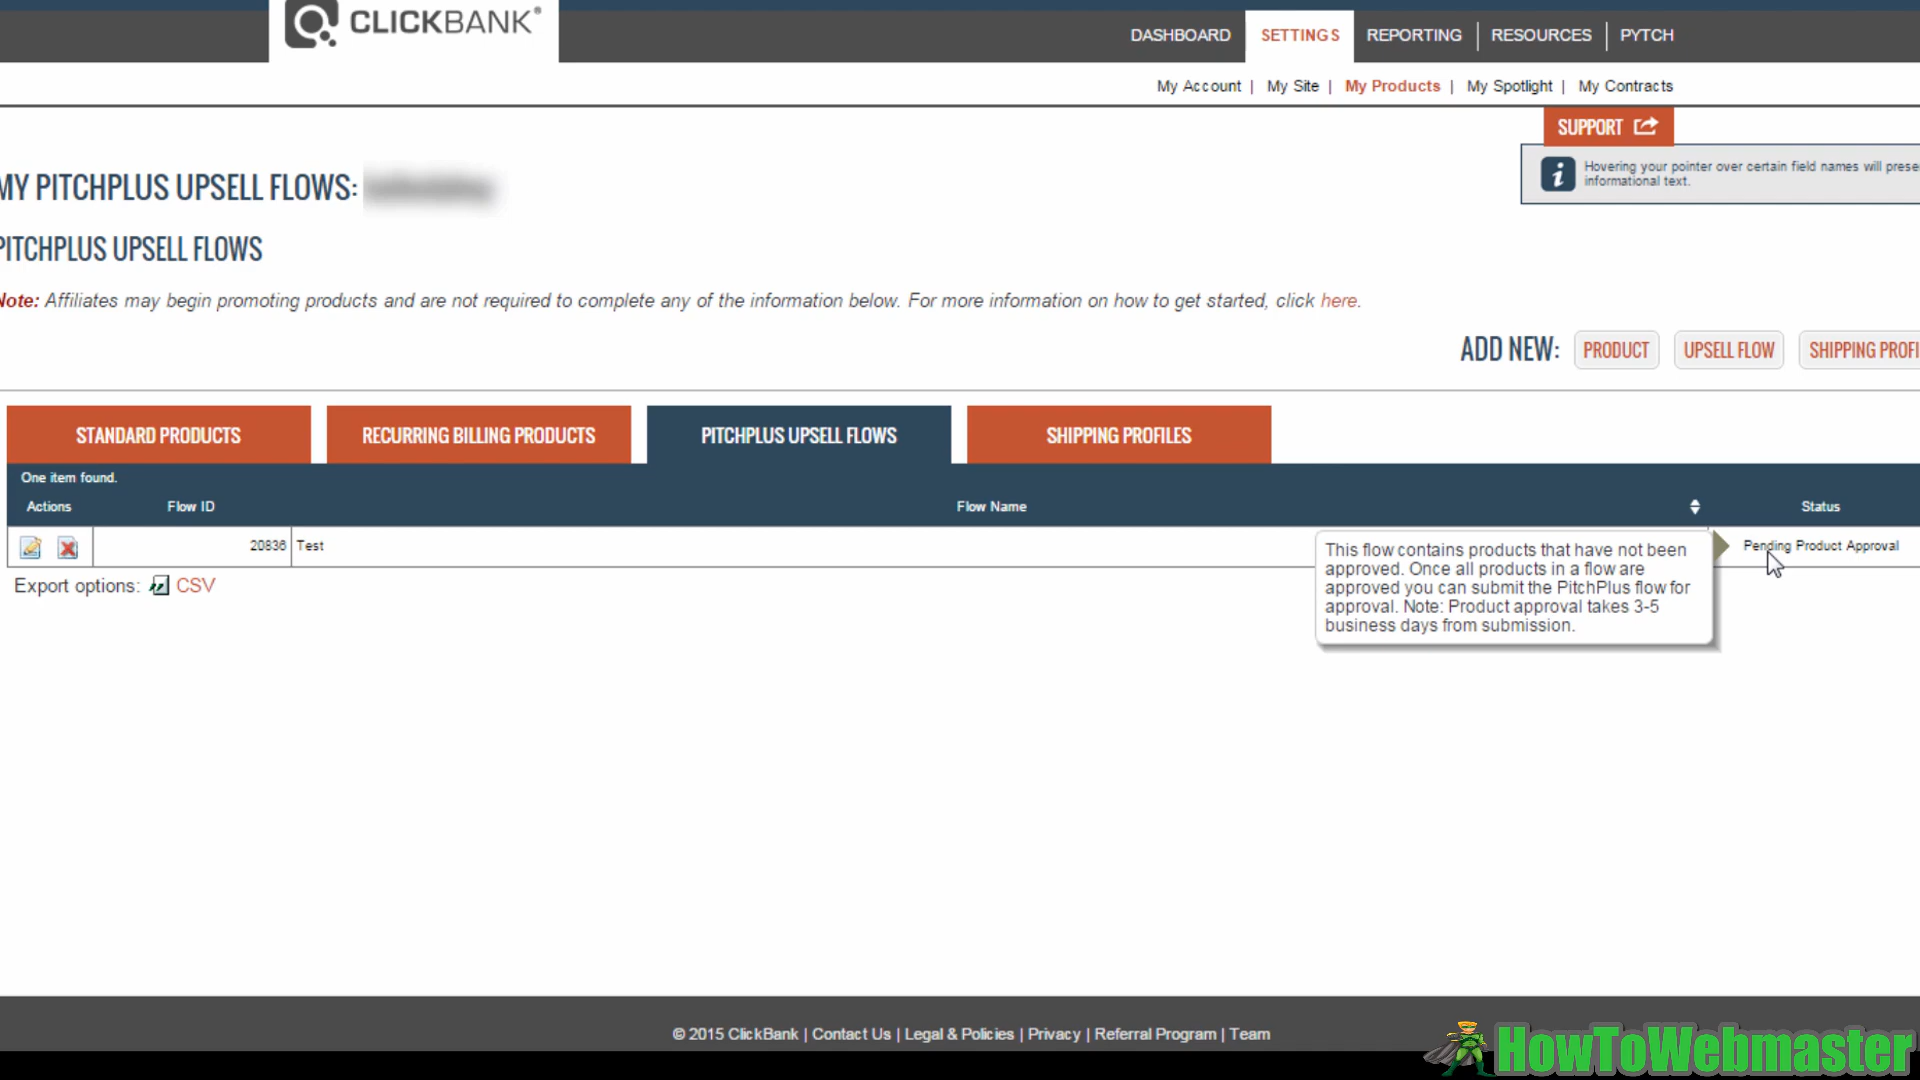 CLICKBANK®
DASHBOARD
SETTINGS
REPORTING
RESOURCES
PYTCH
My Account | My Site | My Products | My Spotlight | My Contracts
SUPPORT
Hovering your pointer over certain field names will prese
informational text.
MY PITCHPLUS UPSELL FLOWS:
PITCHPLUS UPSELL FLOWS
Note: Affiliates may begin promoting products and are not required to complete any of the information below. For more information on how to get started, click here.
ADD NEW: PRODUCT UPSELL FLOW SHIPPING PROFI
STANDARD PRODUCTS
RECURRING BILLING PRODUCTS
PITCHPLUS UPSELL FLOWS
SHIPPING PROFILES
One item found.
Actions Flow ID Flow Name Status
20836 Test Pending Product Approval
This flow contains products that have not been
approved. Once all products in a flow are
approved you can submit the PitchPlus flow for
approval. Note: Product approval takes 3-5
business days from submission.
Export options: CSV
© 2015 ClickBank | Contact Us | Legal & Policies | Privacy | Referral Program | Team
HowToWebmaster